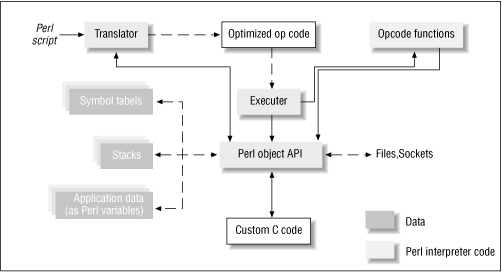 Perl
script
Translator
Optimized op code
Opcode functions
Symbol tabels
Executer
Stacks
Perl object API
Files,Sockets
Application data
(as Perl variables)
Custom C code
Data
Perl interpreter code